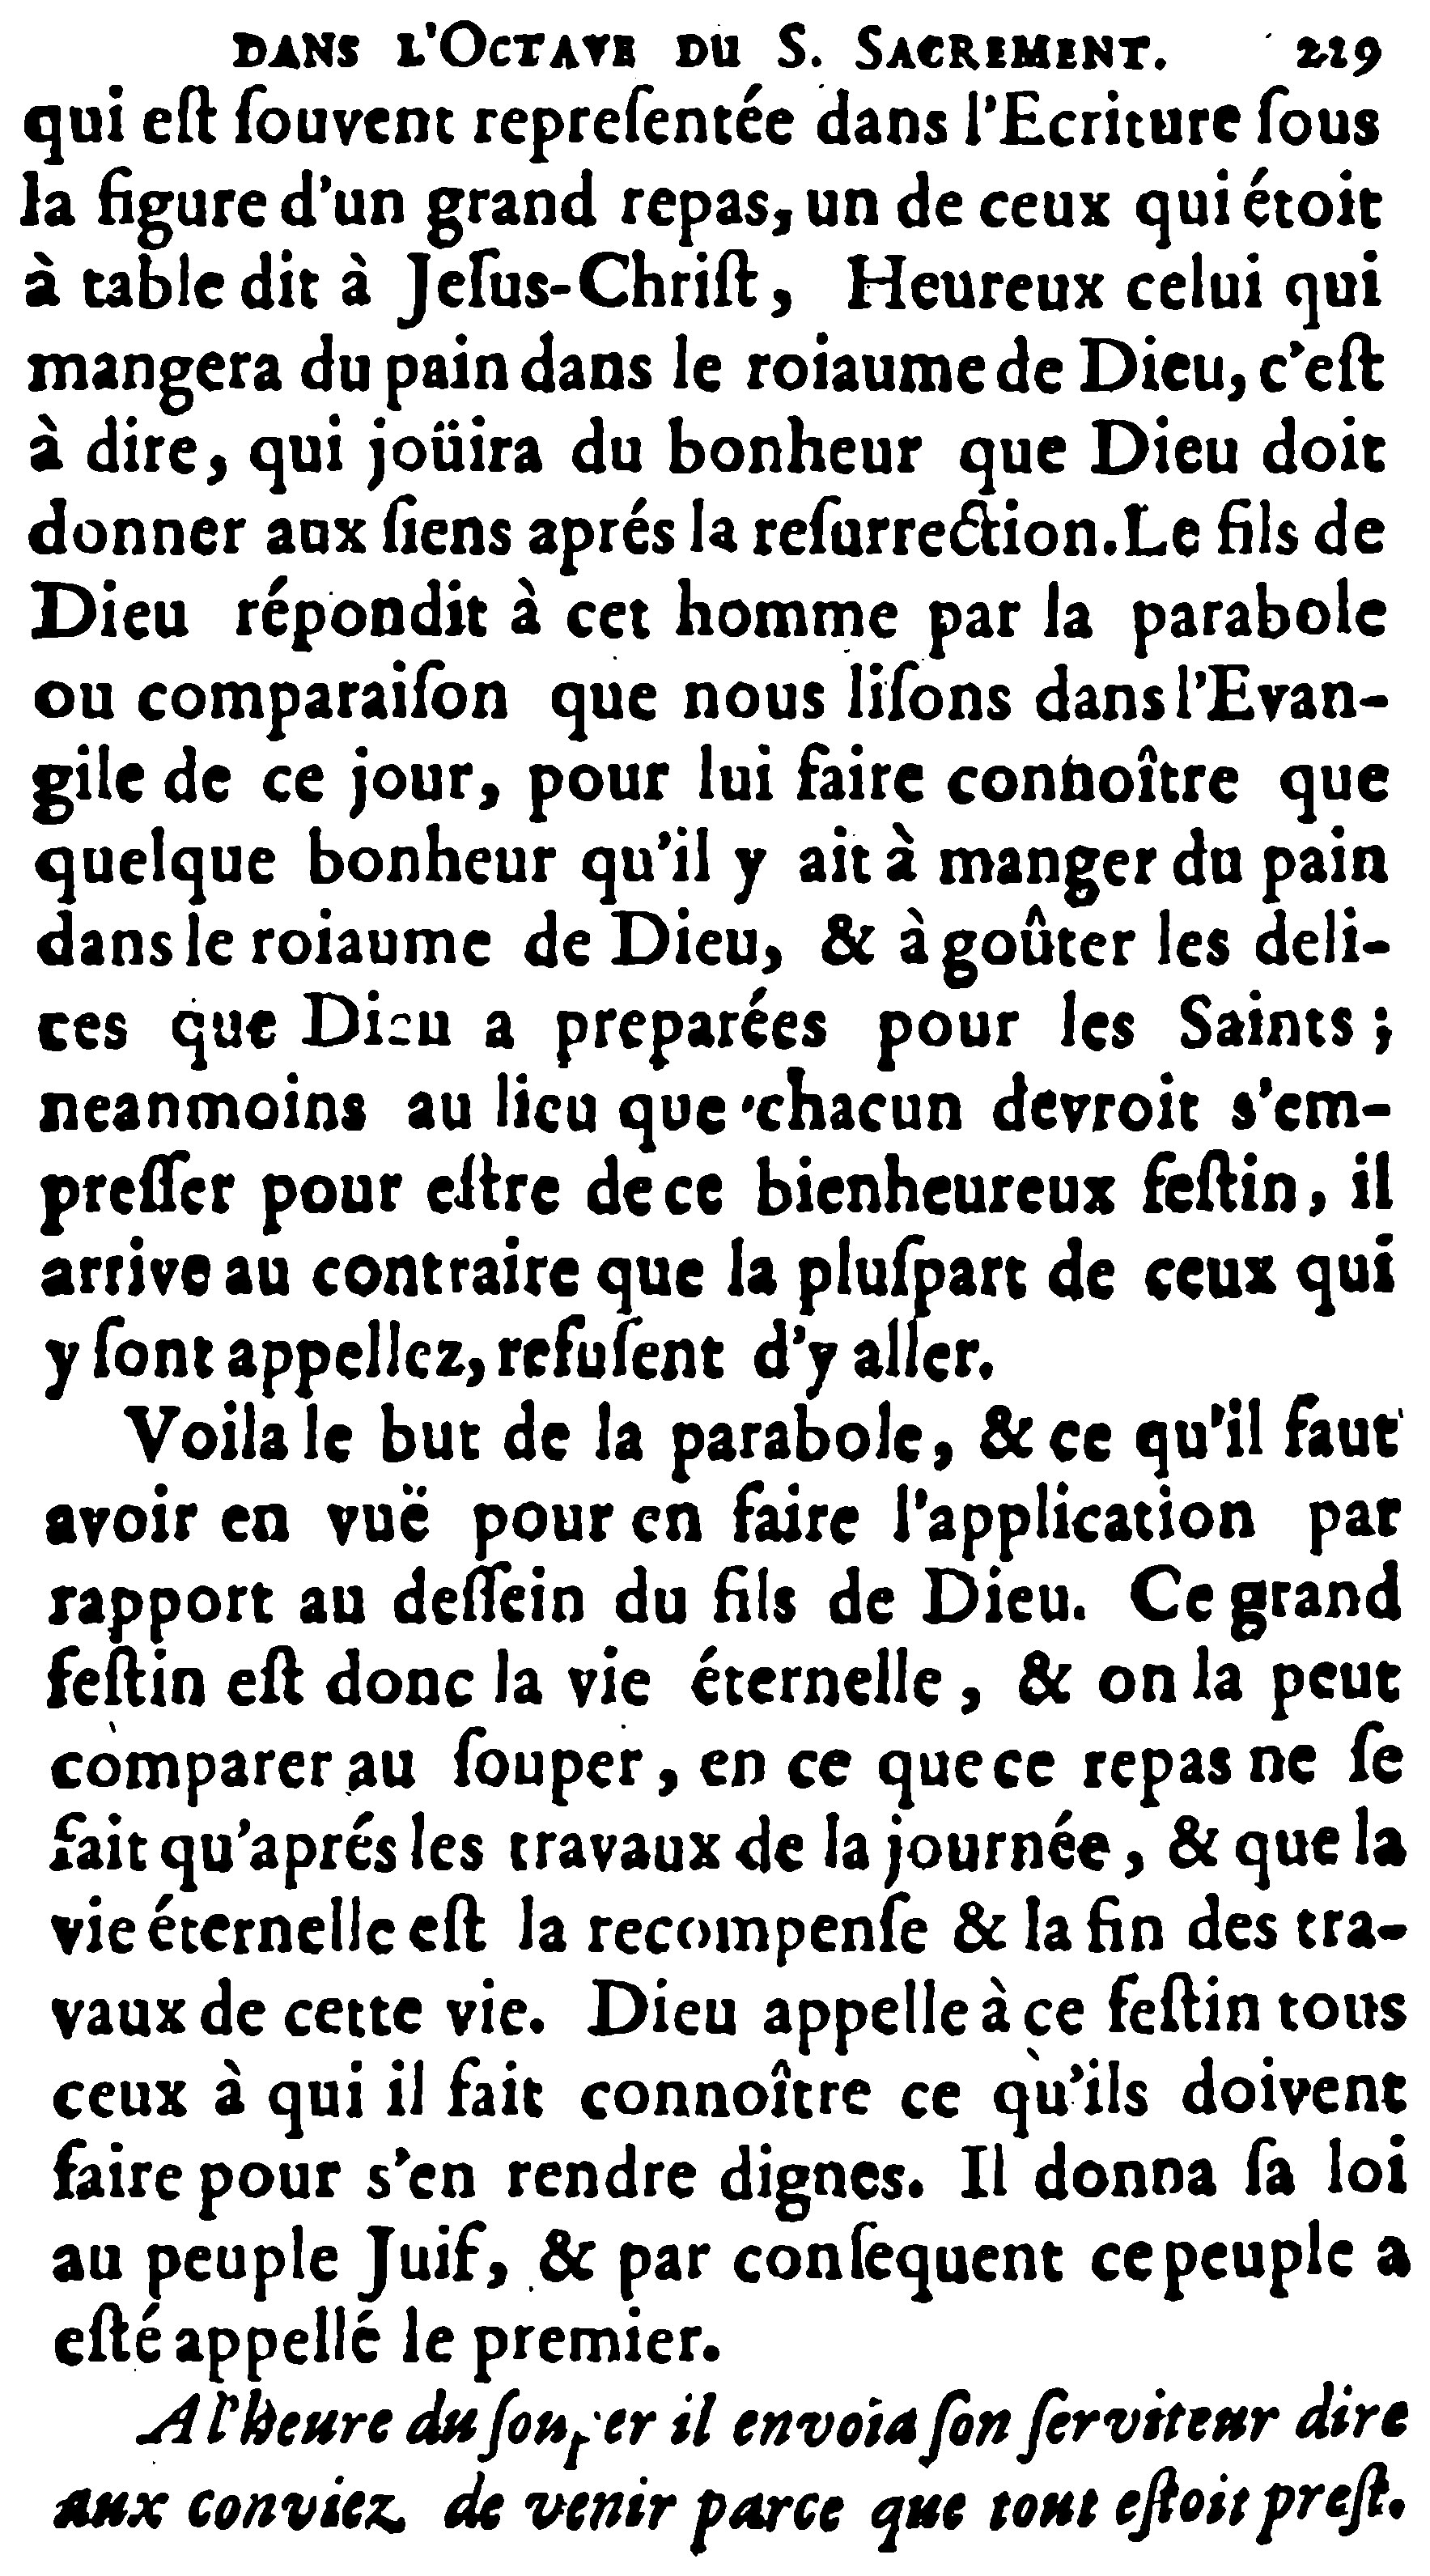 DANS L'OCTAVE DU S. SACREMENT. 219
qui eſt ſouvent repreſentée dans l'Ecriture ſous
la figure d'un grand repas, un de ceux qui étoit
à table dit à Jeſus-Chriſt, Heureux celui qui
mangera du pain dans le roiaume de Dieu, c'eſt
à dire, qui joüira du bonheur que Dieu doit
donner aux ſiens aprés la reſurrection. Le fils de
Dieu répondit à cet homme par la parabole
ou comparaiſon que nous liſons dans l'Evan-
gile de ce jour, pour lui faire connoître que
quelque bonheur qu'il y ait à manger du pain
dans le roiaume de Dieu, & à goûter les deli-
ces que Dieu a preparées pour les Saints ;
neanmoins au lieu que chacun devroit s'em-
preſſer pour eſtre de ce bienheureux feſtin, il
arrive au contraire que la pluſpart de ceux qui
y ſont appellez, refuſent d'y aller.
Voila le but de la parabole, & ce qu'il faut
avoir en vuë pour en faire l'application par
rapport au deſſein du fils de Dieu. Ce grand
feſtin eſt donc la vie éternelle, & on la peut
comparer au ſouper, en ce que ce repas ne ſe
fait qu'aprés les travaux de la journée, & que la
vie éternelle eſt la recompenſe & la fin des tra-
vaux de cette vie. Dieu appelle à ce feſtin tous
ceux à qui il fait connoître ce qu'ils doivent
faire pour s'en rendre dignes. Il donna ſa loi
au peuple Juif, & par conſequent ce peuple a
eſté appellé le premier.
A l'heure du ſouper il envoia ſon ſerviteur dire
aux conviez de venir parce que tout eſtoit preſt.